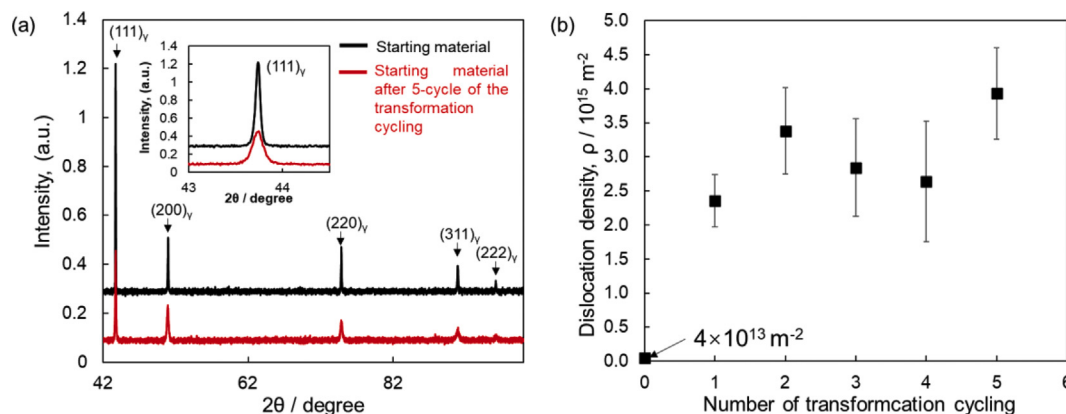 (a)
1.4
1.2
1
0.8
0.6
0.4
0.2
0
Intensity, (a.u.)
(111)ᵧ
(200)ᵧ
(220)ᵧ
(311)ᵧ
(222)ᵧ
42
62
82
2θ / degree
1.4
1.2
1
0.8
0.6
0.4
0.2
0
Intensity, (a.u.)
(111)ᵧ
43
44
2θ / degree
Starting material
Starting material
after 5-cycle of the
transformation
cycling
(b)
5.0
4.5
4.0
3.5
3.0
2.5
2.0
1.5
1.0
0.5
0.0
Dislocation density, ρ / 10¹⁵ m⁻²
4×10¹³ m⁻²
0
1
2
3
4
5
6
Number of transformcation cycling